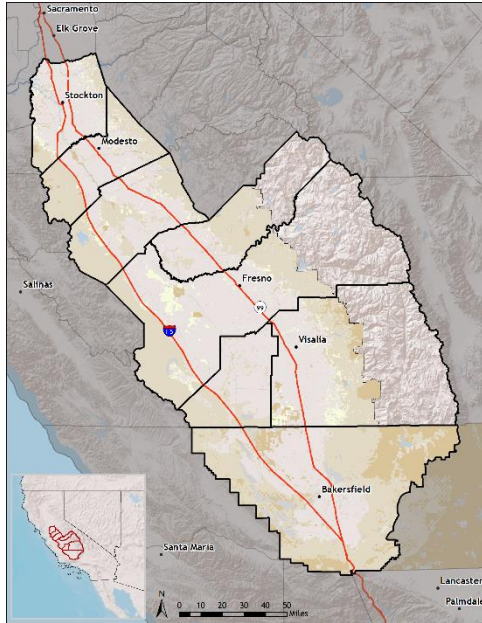 Sacramento
Elk Grove
Stockton
Modesto
Salinas
Fresno
99
Visalia
Bakersfield
Santa Maria
Lancaster
Palmdale
N
0 10 20 30 40 50
Miles